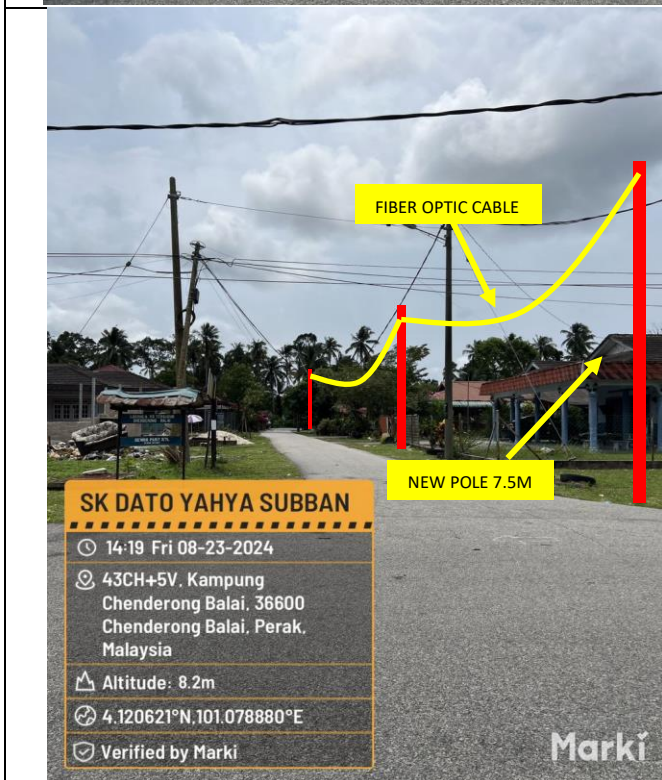 FIBER OPTIC CABLE
NEW POLE 7.5M
SK DATO YAHYA SUBBAN
14:19 Fri 08-23-2024
43CH+5V, Kampung
Chenderong Balai, 36600
Chenderong Balai, Perak,
Malaysia
Altitude: 8.2m
4.120621°N,101.078880°E
Verified by Marki
Marki